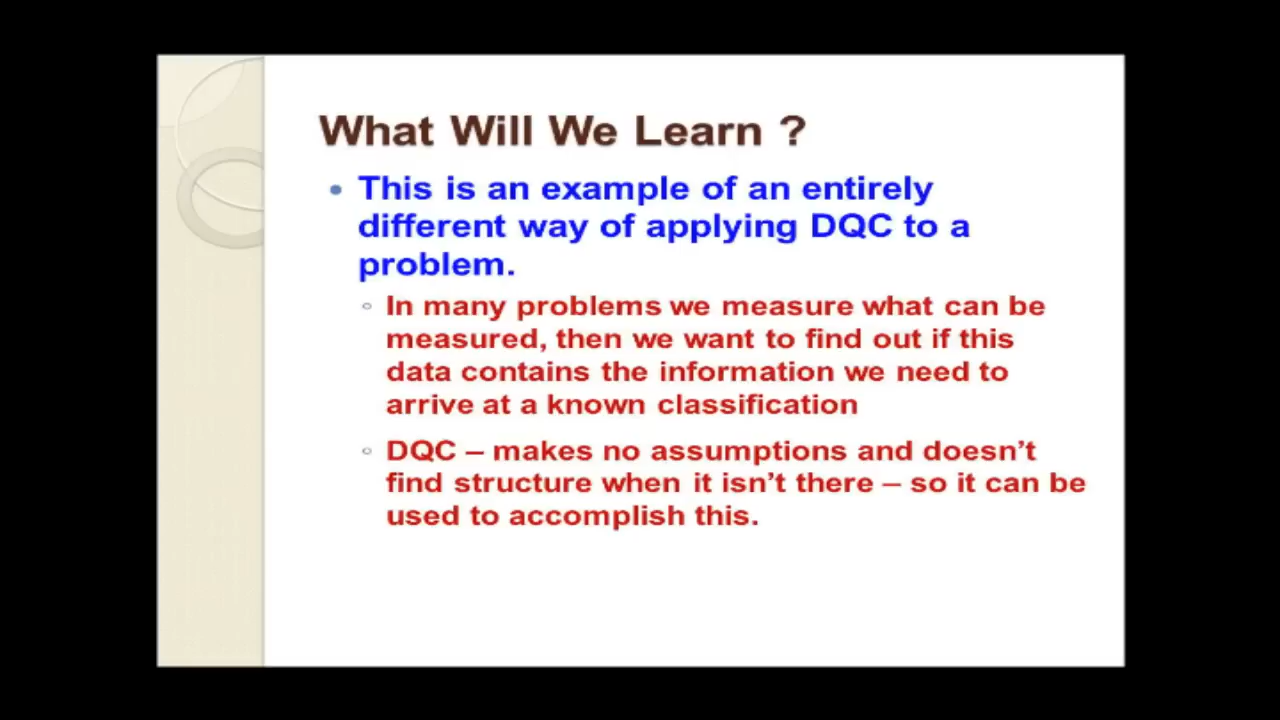 What Will We Learn ?
This is an example of an entirely
different way of applying DQC to a
problem.
In many problems we measure what can be
measured, then we want to find out if this
data contains the information we need to
arrive at a known classification
DQC – makes no assumptions and doesn’t
find structure when it isn’t there – so it can be
used to accomplish this.